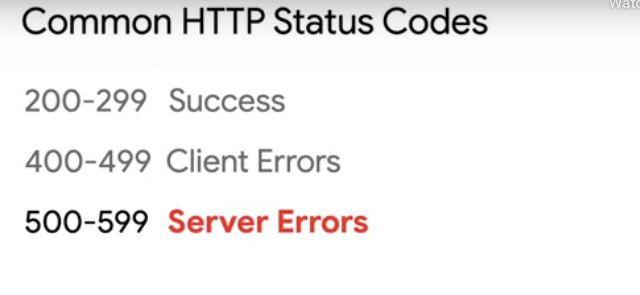 Common HTTP Status Codes
200-299 Success
400-499 Client Errors
500-599 Server Errors